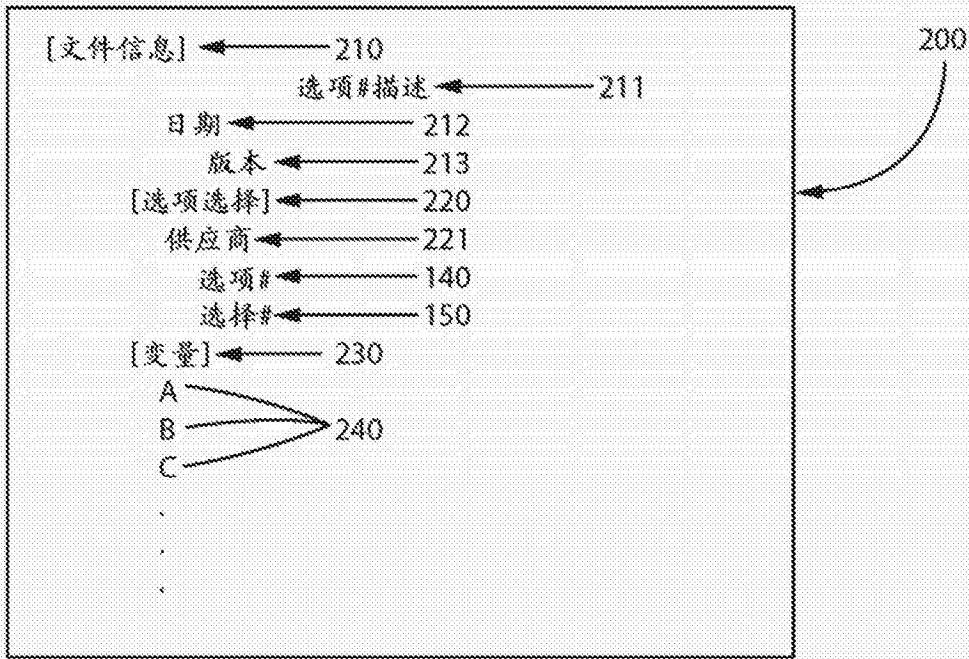 [文件信息] 210
200
选项#描述 211
日期 212
版本 213
[选项选择] 220
供应商 221
选项# 140
选择# 150
[变量] 230
A
B 240
C
.
.
.